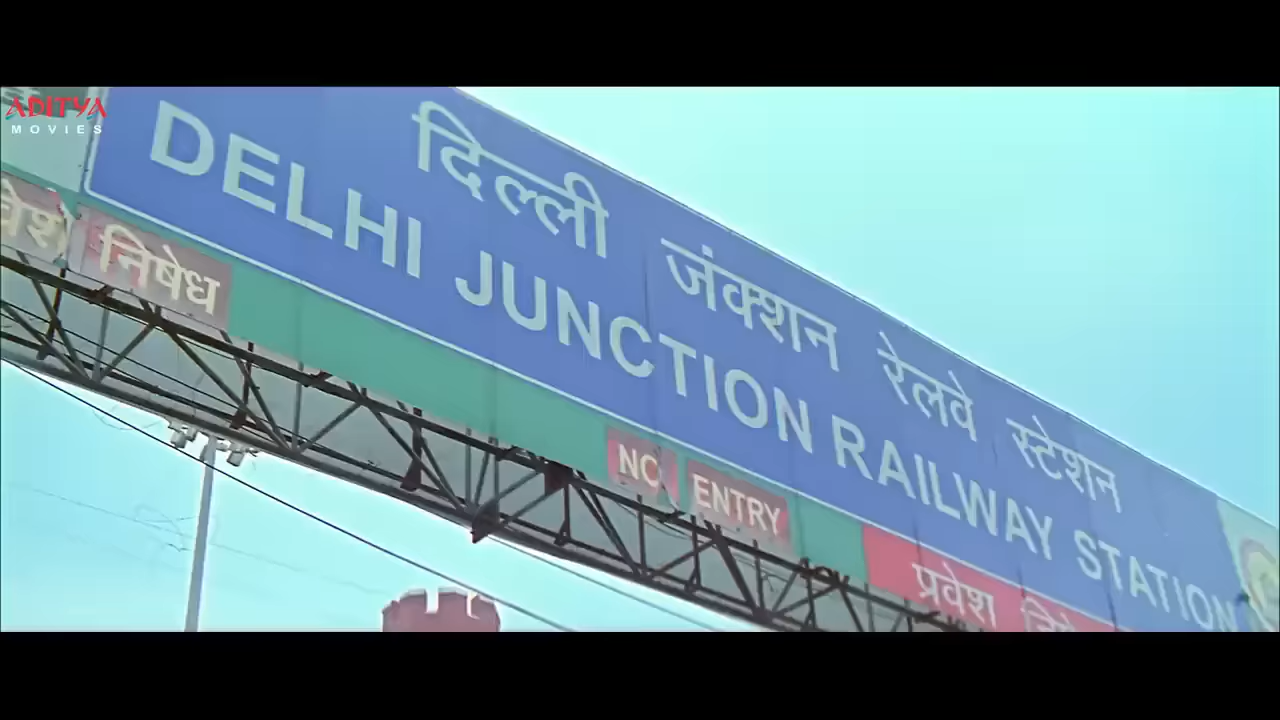 ADITYA
MOVIES
दिल्ली जंक्शन रेलवे स्टेशन
DELHI JUNCTION RAILWAY STATION
निषेध
NO ENTRY
प्रवेश